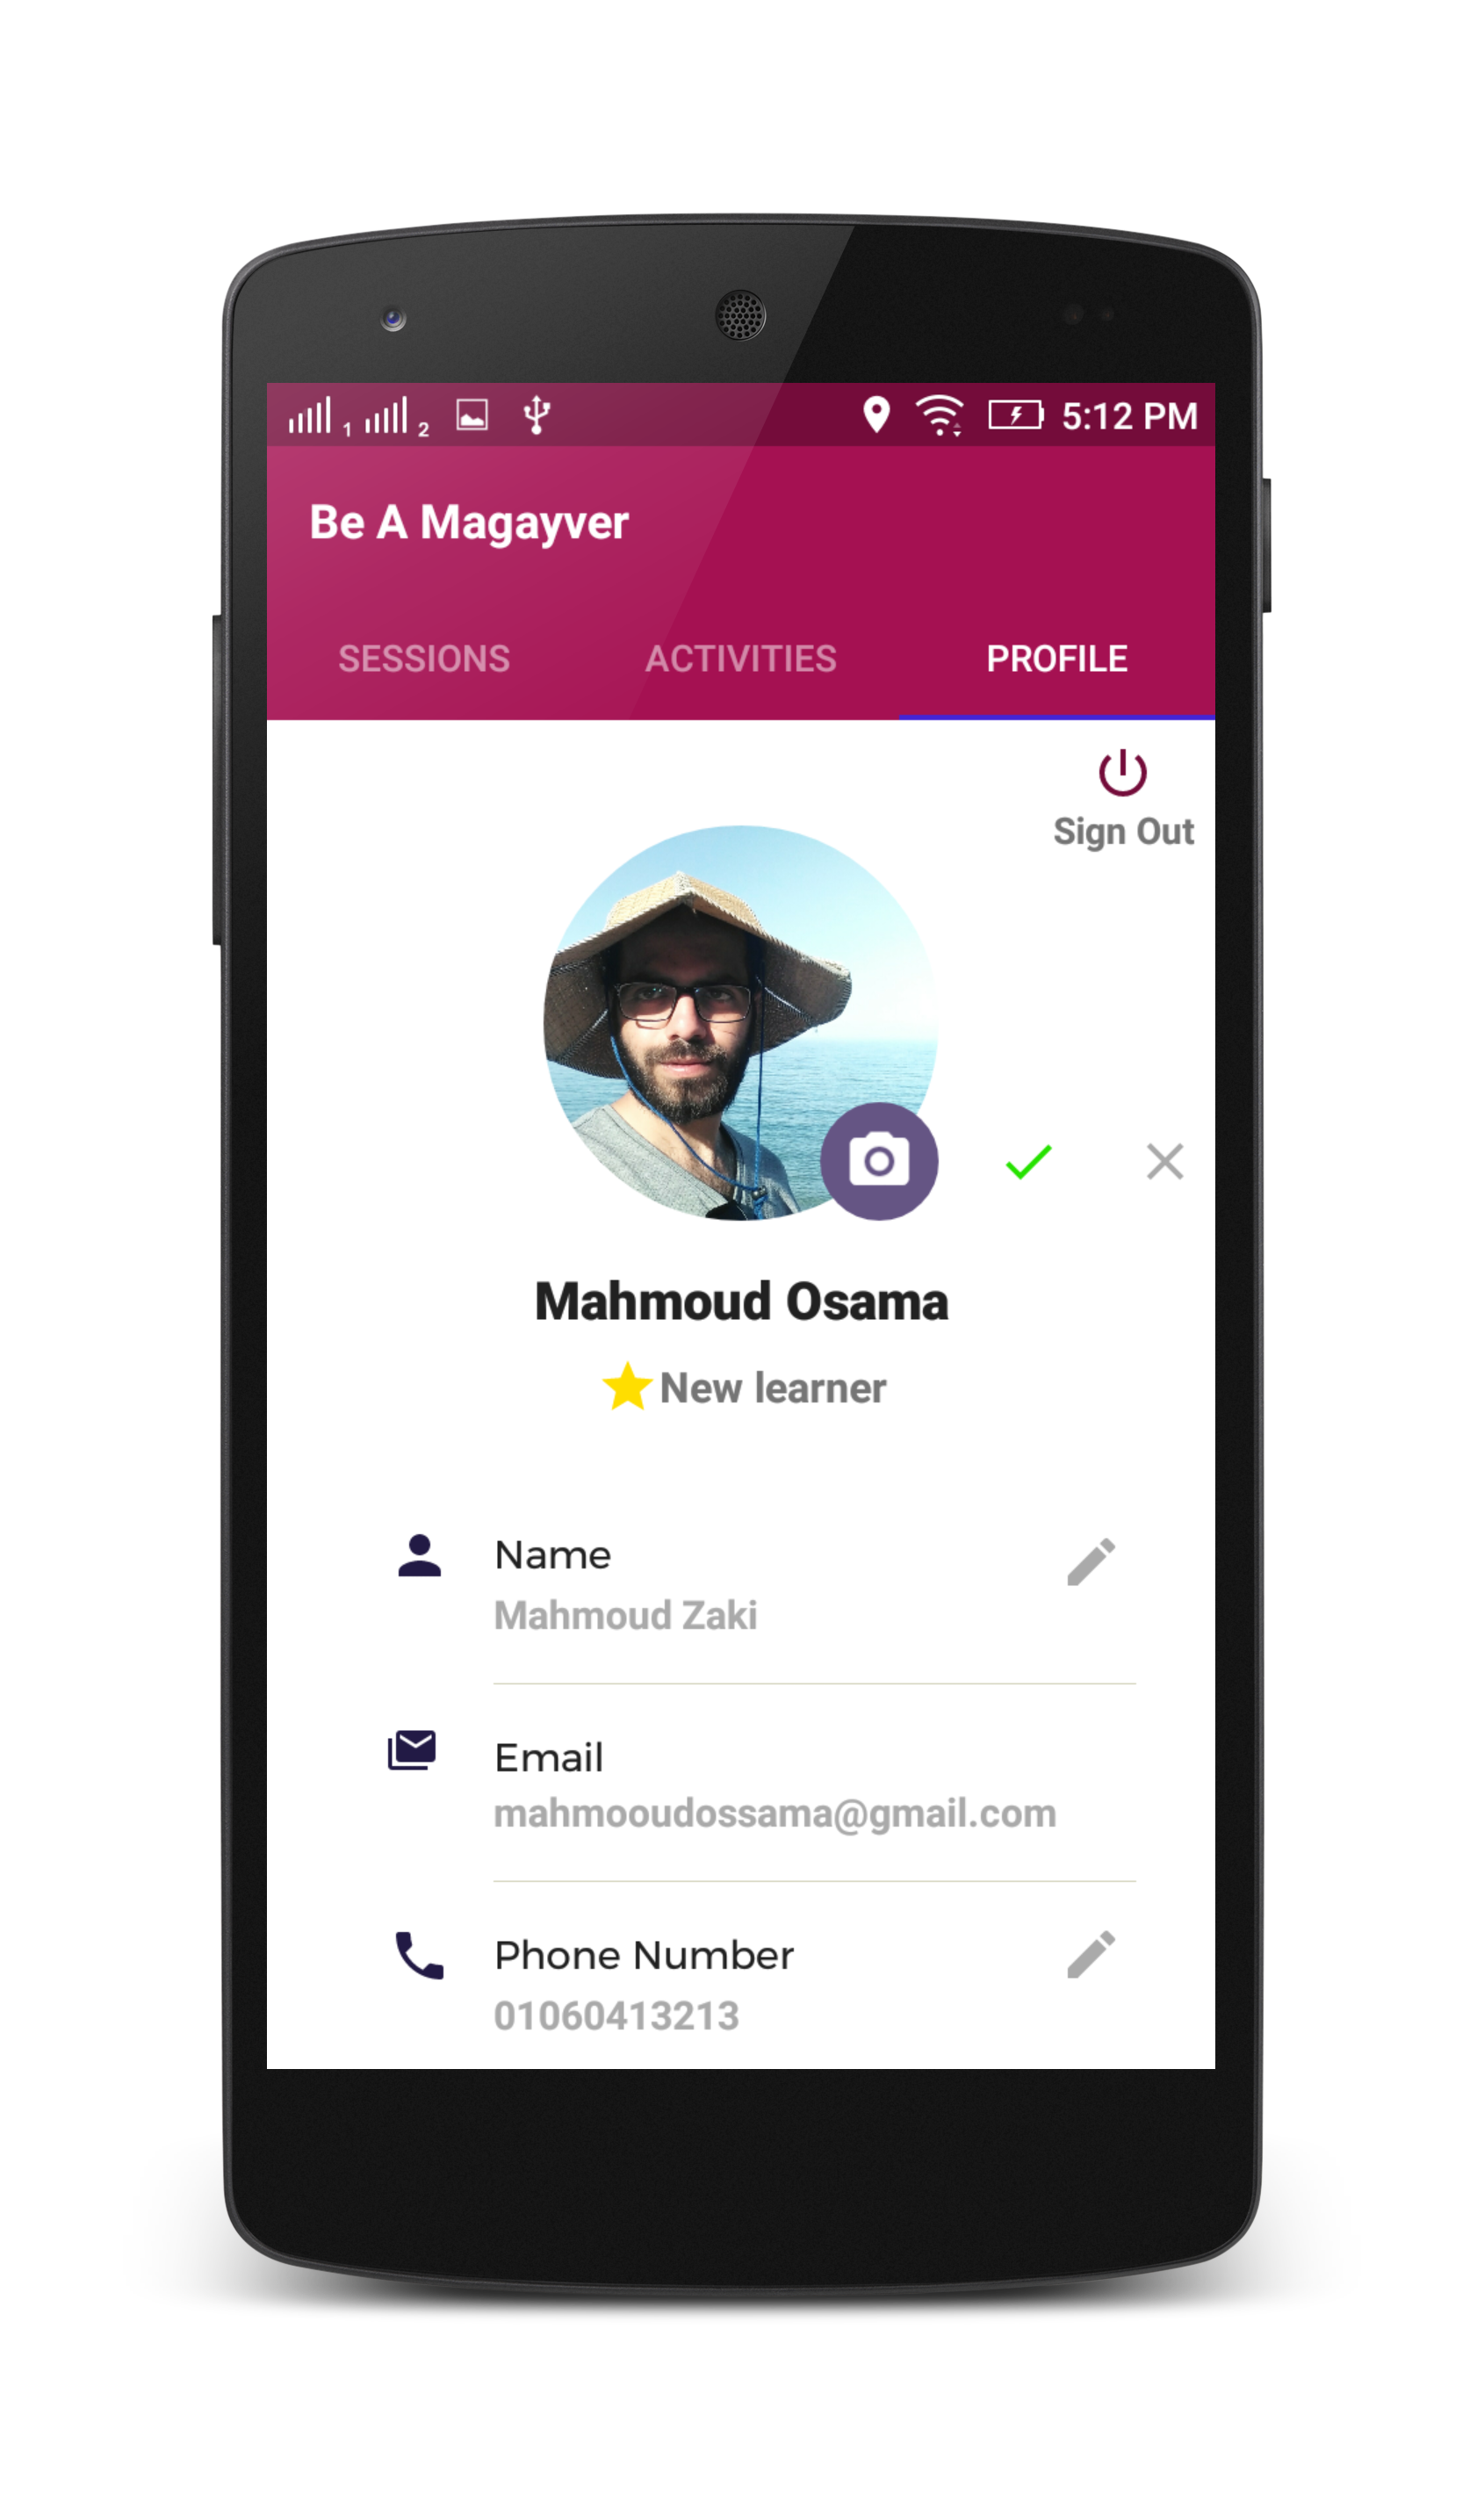 1 2 5:12 PM
Be A Magayver
SESSIONS ACTIVITIES PROFILE
Sign Out
Mahmoud Osama
New learner
Name
Mahmoud Zaki
Email
mahmooudossama@gmail.com
Phone Number
01060413213